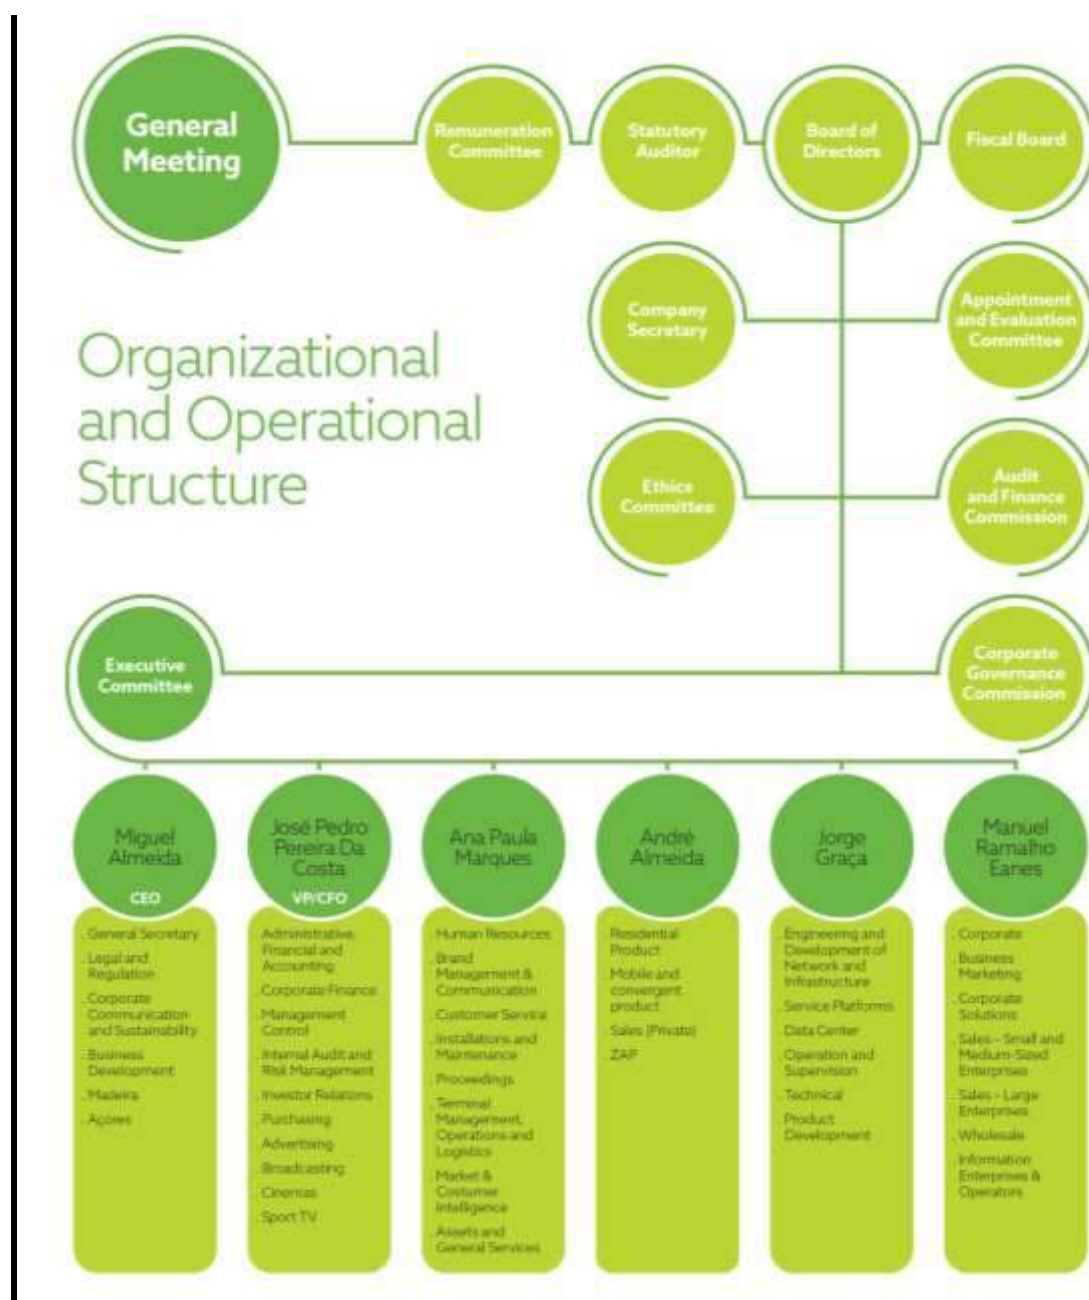 General
Meeting
Remuneration
Committee
Statutory
Auditor
Board of
Directors
Fiscal Board
Company
Secretary
Appointment
and Evaluation
Committee
Organizational
and Operational
Structure
Ethics
Committee
Audit
and Finance
Commission
Executive
Committee
Corporate
Governance
Commission
Miguel
Almeida
CEO
. General Secretary
. Legal and
Regulation
. Corporate
Communication
and Sustainability
. Business
Development
. Madeira
. Açores
José Pedro
Pereira Da
Costa
VP/CFO
. Administrative,
Financial and
Accounting
. Corporate Finance
. Management
Control
. Internal Audit and
Risk Management
. Investor Relations
. Purchasing
. Advertising
. Broadcasting
. Cinemas
. Sport TV
Ana Paula
Marques
. Human Resources
. Brand
Management &
Communication
. Customer Service
. Installations and
Maintenance
. Proceedings
. Terminal
Management,
Operations and
Logistics
. Market &
Costumer
Intelligence
. Assets and
General Services
André
Almeida
. Residential
Product
. Mobile and
convergent
product
. Sales (Private)
. ZAP
Jorge
Graça
. Engineering and
Development of
Network and
Infrastructure
. Service Platforms
. Data Center
. Operation and
Supervision
. Technical
. Product
Development
Manuel
Ramalho
Eanes
. Corporate
. Business
Marketing
. Corporate
Solutions
. Sales – Small and
Medium-Sized
Enterprises
. Sales – Large
Enterprises
. Wholesale
. Information
Enterprises &
Operators